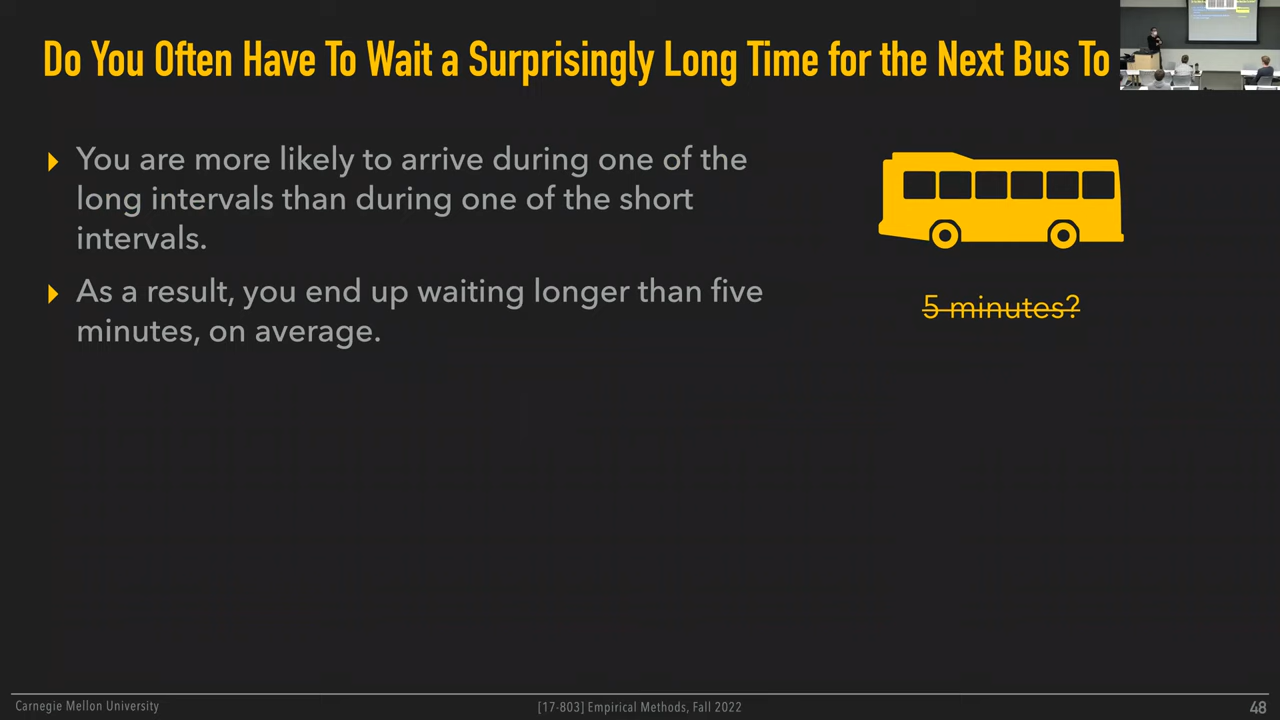 Do You Often Have To Wait a Surprisingly Long Time for the Next Bus To
You are more likely to arrive during one of the
long intervals than during one of the short
intervals.
As a result, you end up waiting longer than five
minutes, on average.
5 minutes?
Carnegie Mellon University
[17-803] Empirical Methods, Fall 2022
48